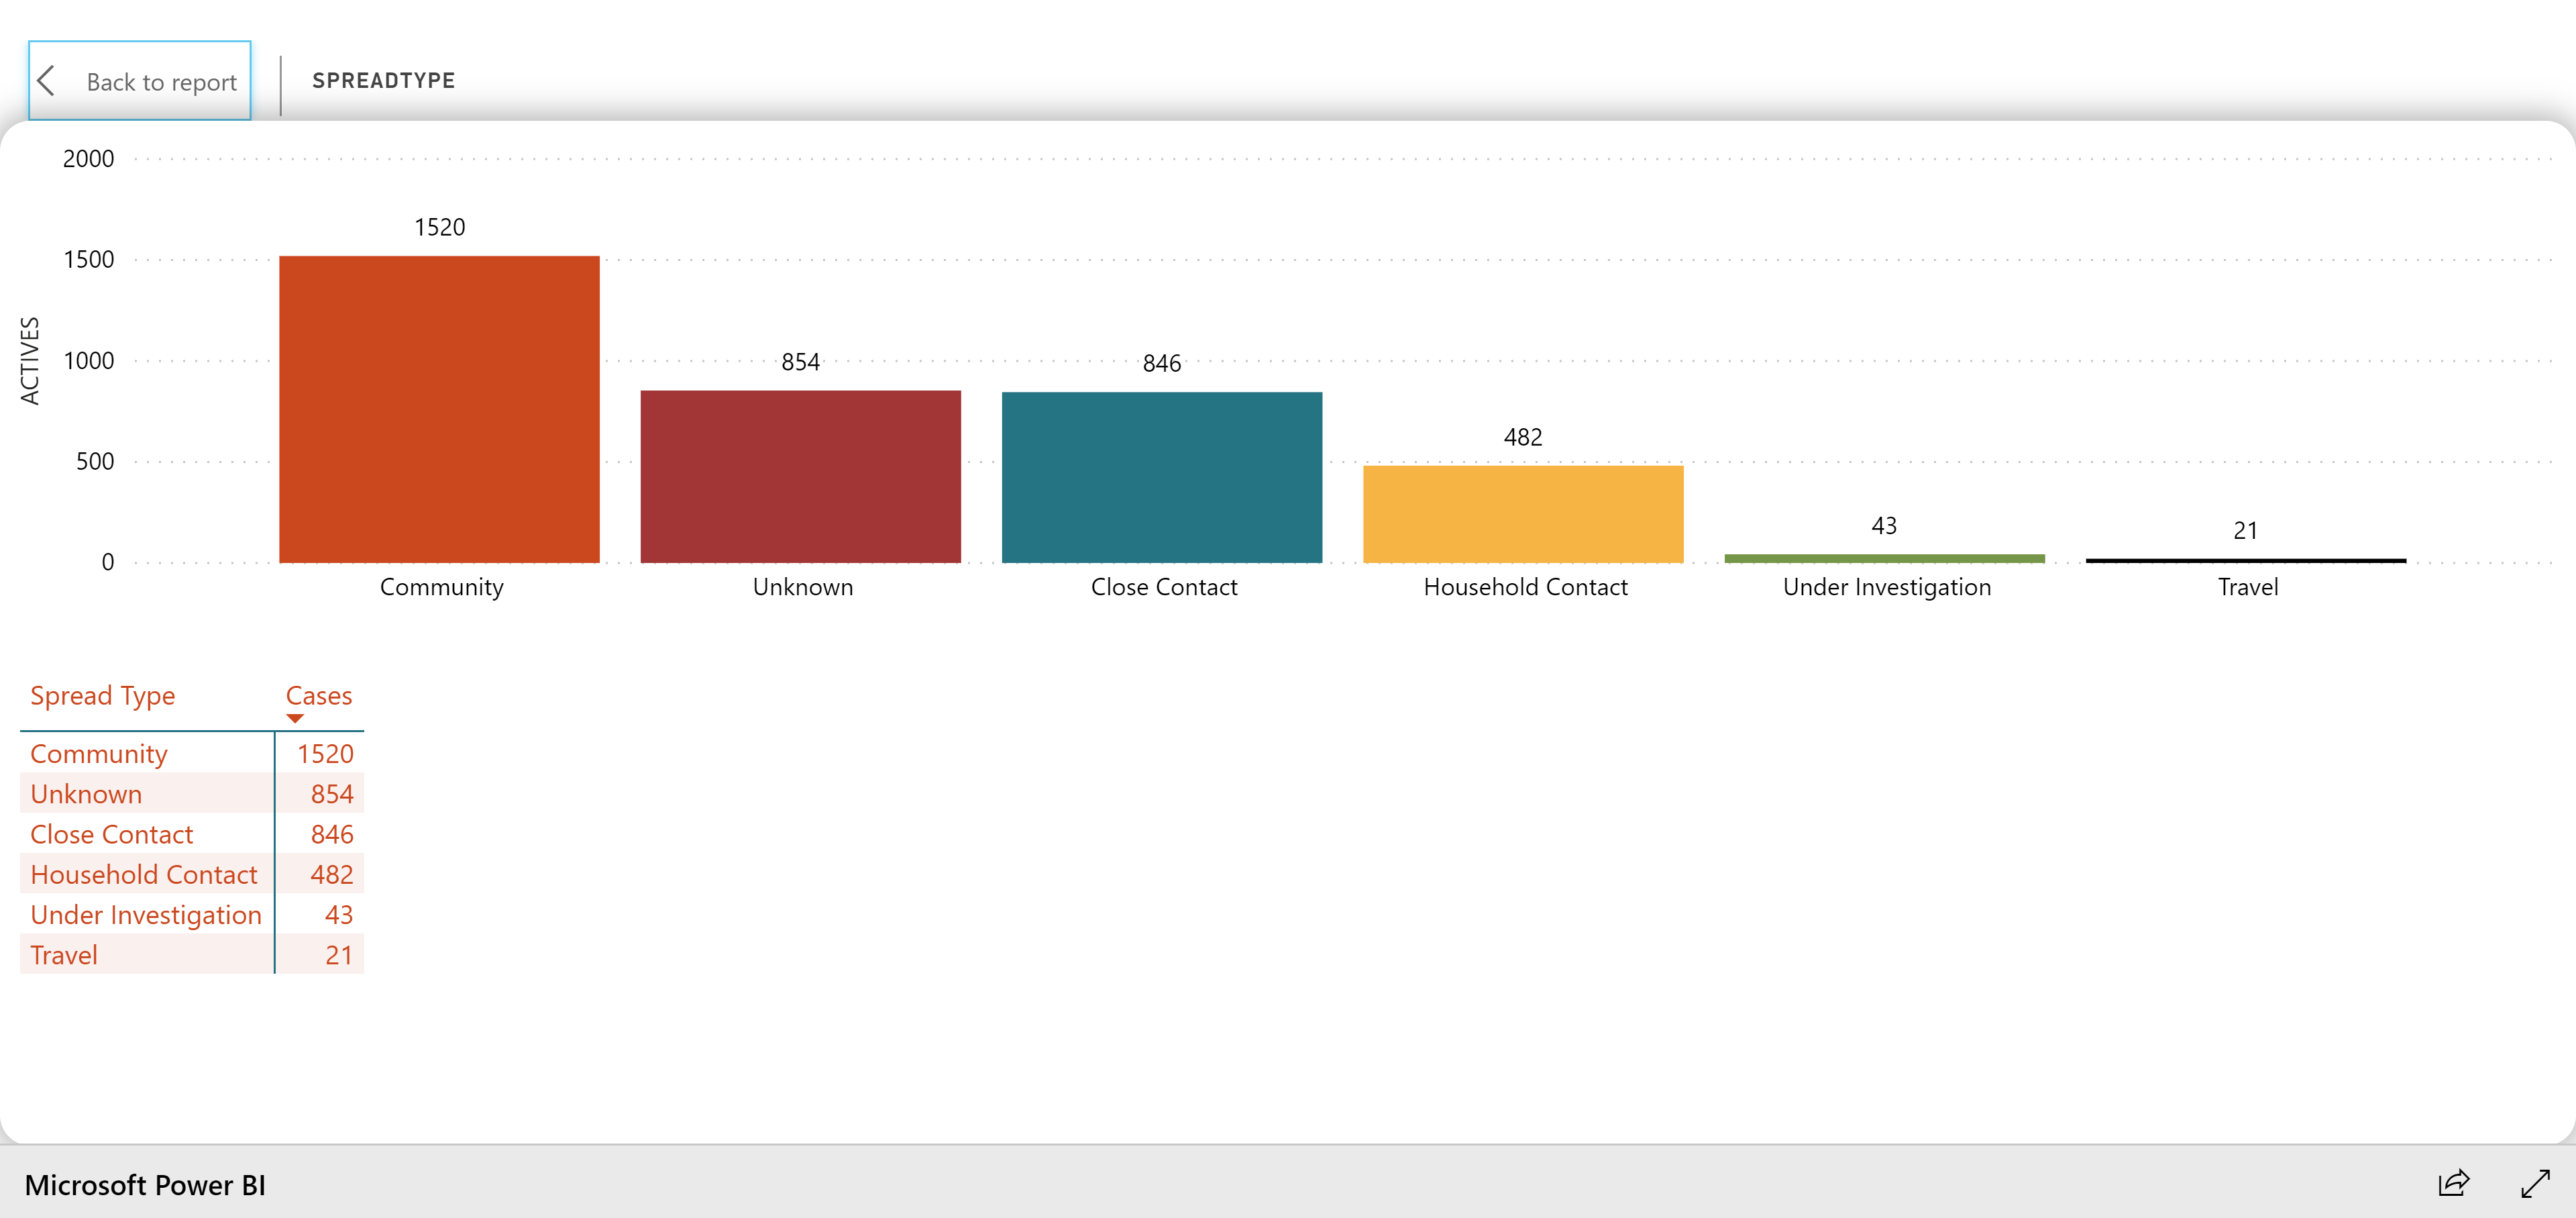 Back to report
SPREADTYPE
2000
1500
1000
500
0
ACTIVES
1520
854
846
482
43
21
Community
Unknown
Close Contact
Household Contact
Under Investigation
Travel
Spread Type Cases
Community 1520
Unknown 854
Close Contact 846
Household Contact 482
Under Investigation 43
Travel 21
Microsoft Power BI